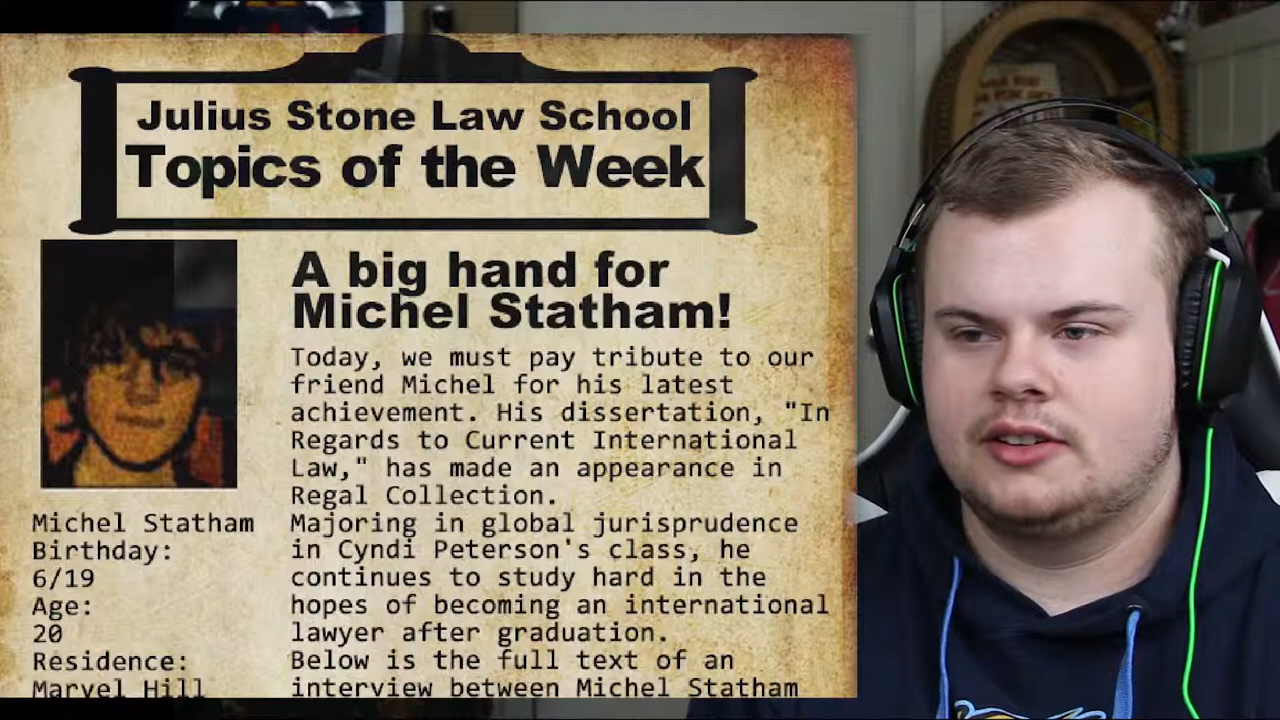 Julius Stone Law School
Topics of the Week
A big hand for
Michel Statham!
Today, we must pay tribute to our
friend Michel for his latest
achievement. His dissertation, "In
Regards to Current International
Law," has made an appearance in
Regal Collection.
Majoring in global jurisprudence
in Cyndi Peterson's class, he
continues to study hard in the
hopes of becoming an international
lawyer after graduation.
Below is the full text of an
interview between Michel Statham
Michel Statham
Birthday:
6/19
Age:
20
Residence:
Marvel Hill